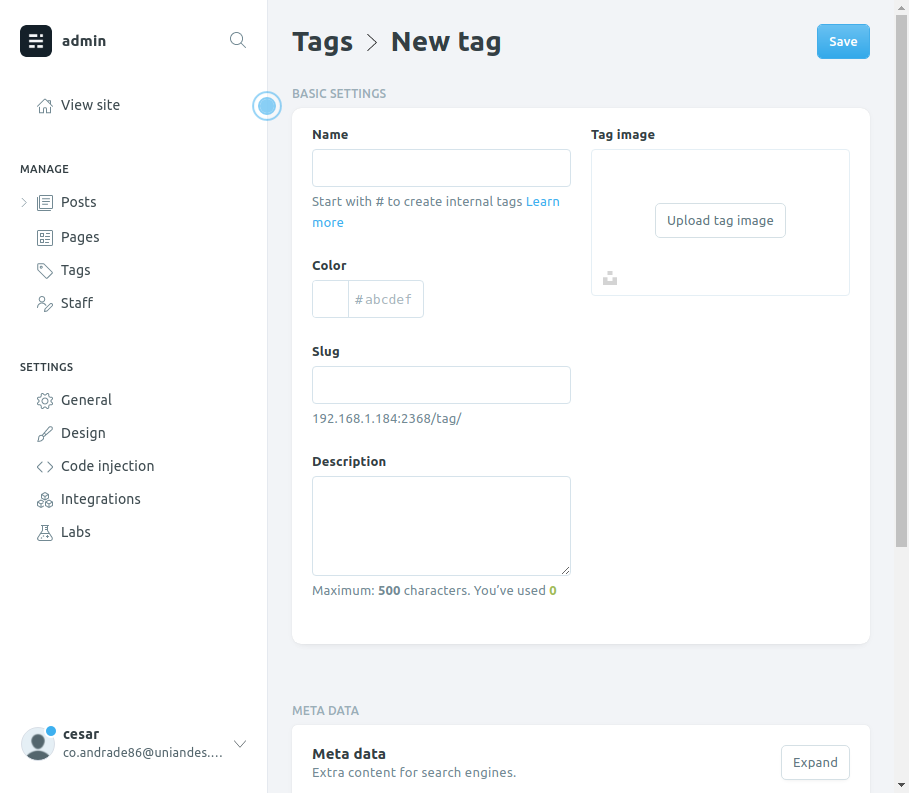 admin
View site
MANAGE
Posts
Pages
Tags
Staff
SETTINGS
General
Design
Code injection
Integrations
Labs
cesar
co.andrade86@uniandes....
Tags > New tag
Save
BASIC SETTINGS
Name
Start with # to create internal tags Learn
more
Color
#abcdef
Slug
192.168.1.184:2368/tag/
Description
Maximum: 500 characters. You’ve used 0
Tag image
Upload tag image
META DATA
Meta data
Extra content for search engines.
Expand